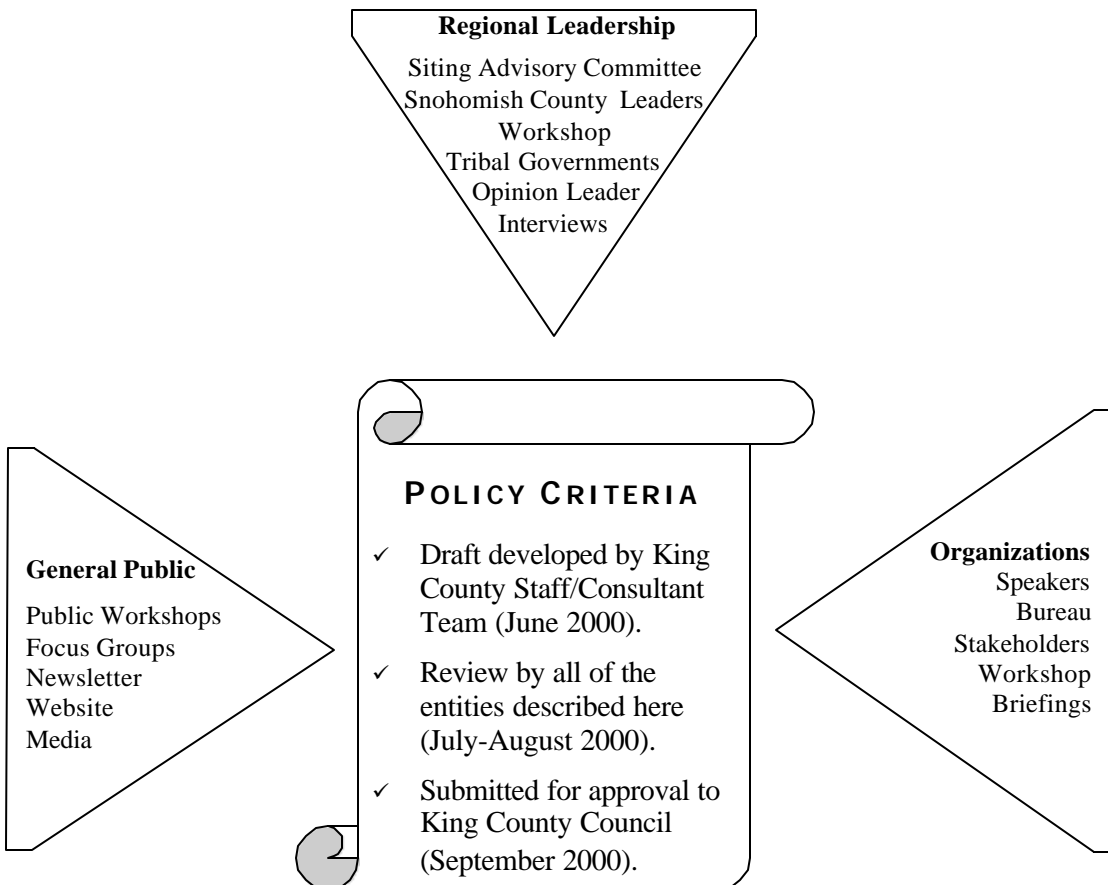 Regional Leadership
Siting Advisory Committee
Snohomish County Leaders
Workshop
Tribal Governments
Opinion Leader
Interviews
General Public
Public Workshops
Focus Groups
Newsletter
Website
Media
POLICY CRITERIA
✓ Draft developed by King
County Staff/Consultant
Team (June 2000).
✓ Review by all of the
entities described here
(July-August 2000).
✓ Submitted for approval to
King County Council
(September 2000).
Organizations
Speakers
Bureau
Stakeholders
Workshop
Briefings